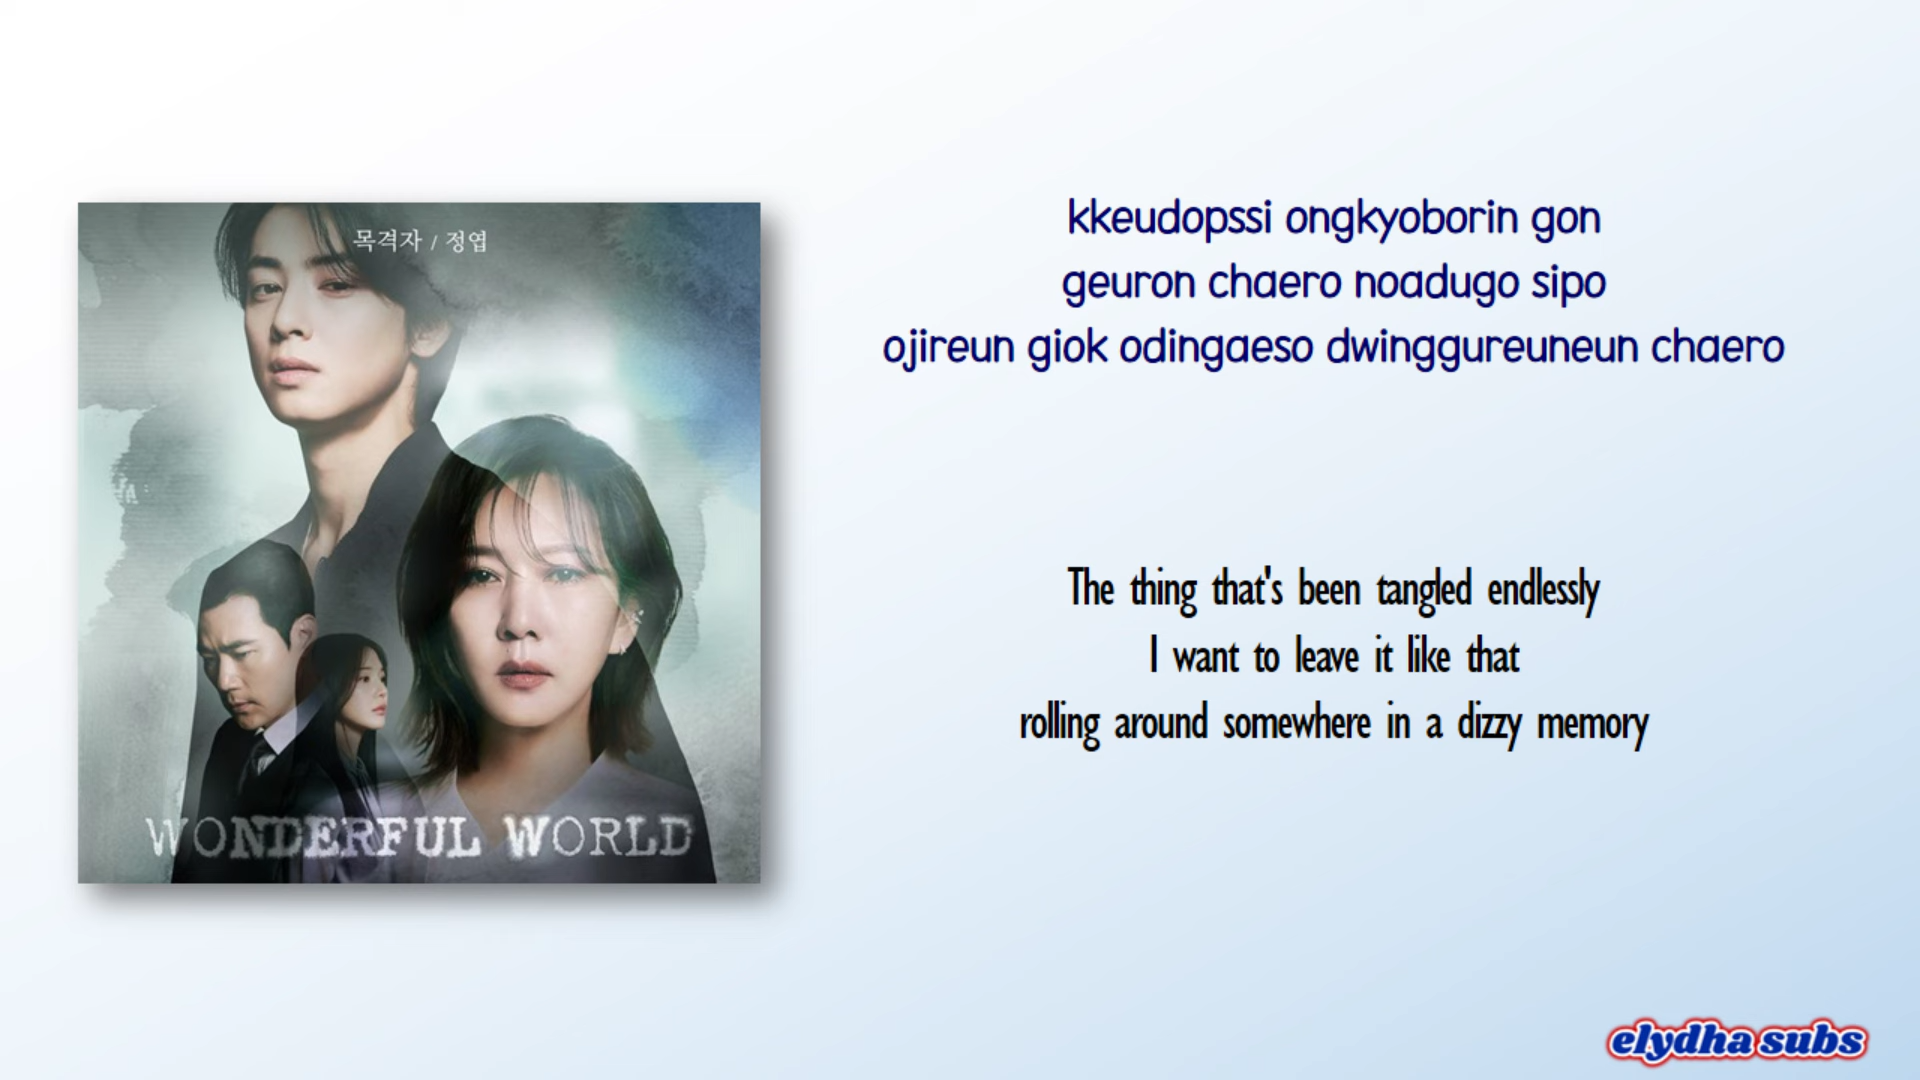 목격자 / 정엽
WONDERFUL WORLD
kkeudopssi ongkyoborin gon
geuron chaero noadugo sipo
ojireun giok odingaeso dwinggureuneun chaero
The thing that's been tangled endlessly
I want to leave it like that
rolling around somewhere in a dizzy memory
elydha subs